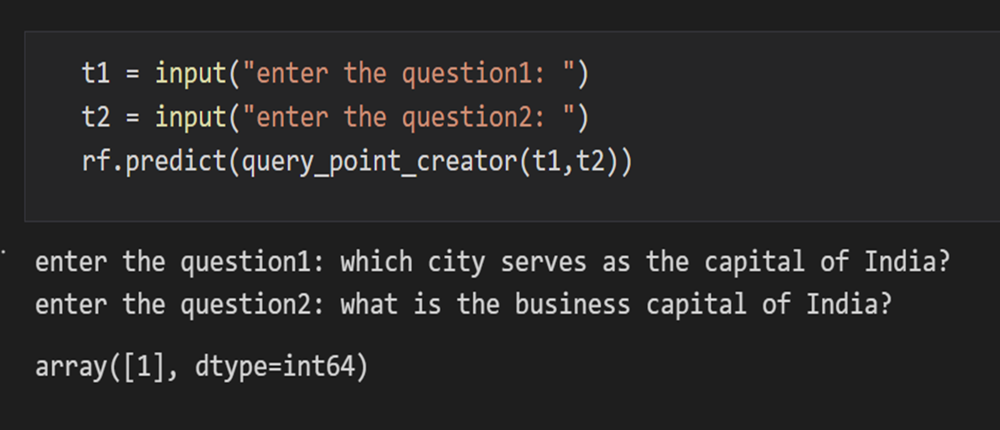 t1 = input("enter the question1: ")
t2 = input("enter the question2: ")
rf.predict(query_point_creator(t1,t2))
enter the question1: which city serves as the capital of India?
enter the question2: what is the business capital of India?
array([1], dtype=int64)